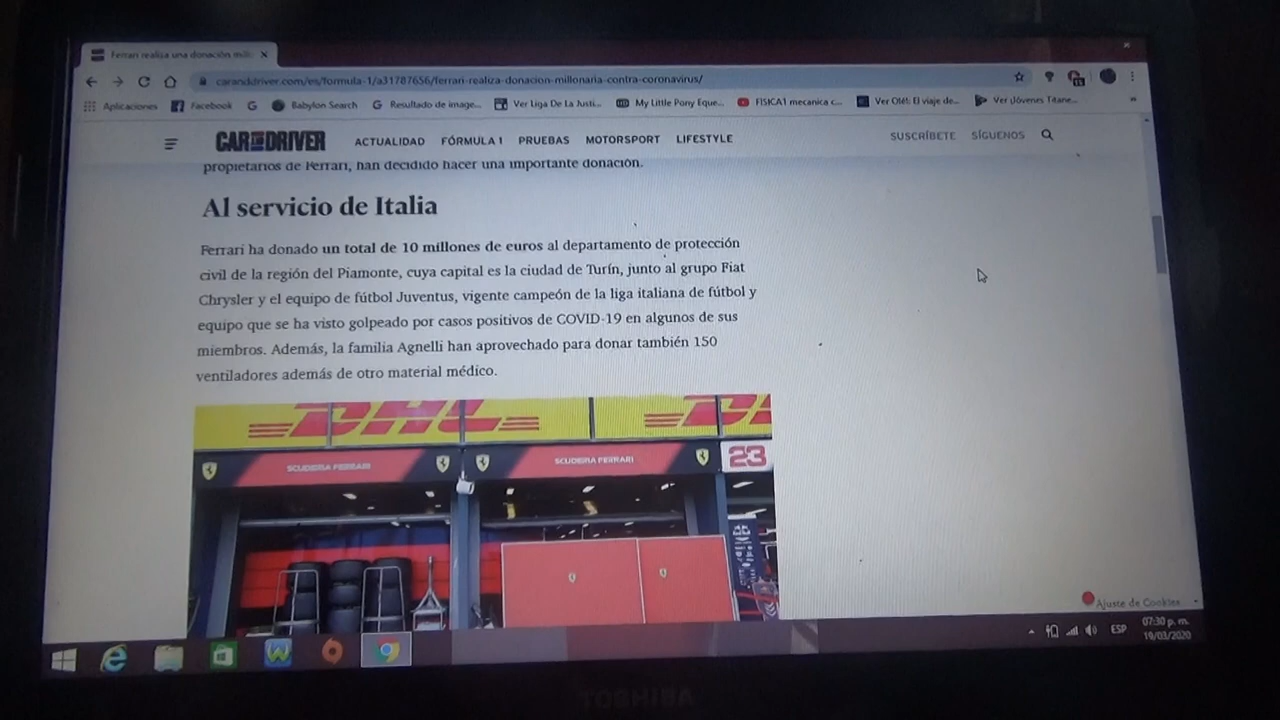 Ferrari realiza una donación mill
caranddriver.com/es/formula-1/a31787656/ferrari-realiza-donacion-millonaria-contra-coronavirus/
Aplicaciones Facebook Babylon Search Resultado de image... Ver Liga De La Justi... My Little Pony Eque... FISICA1 mecanica c... Ver Olé!: El viaje de... Ver Jóvenes Titane...
CAR AND DRIVER ACTUALIDAD FÓRMULA 1 PRUEBAS MOTORSPORT LIFESTYLE SUSCRÍBETE SÍGUENOS
propietarios de Ferrari, han decidido hacer una importante donación.
Al servicio de Italia
Ferrari ha donado un total de 10 millones de euros al departamento de protección
civil de la región del Piamonte, cuya capital es la ciudad de Turín, junto al grupo Fiat
Chrysler y el equipo de fútbol Juventus, vigente campeón de la liga italiana de fútbol y
equipo que se ha visto golpeado por casos positivos de COVID-19 en algunos de sus
miembros. Además, la familia Agnelli han aprovechado para donar también 150
ventiladores además de otro material médico.
DHL
SCUDERIA FERRARI SCUDERIA FERRARI 23
Ajuste de Cookies
ESP 07:30 p. m.
19/03/2020
TOSHIBA